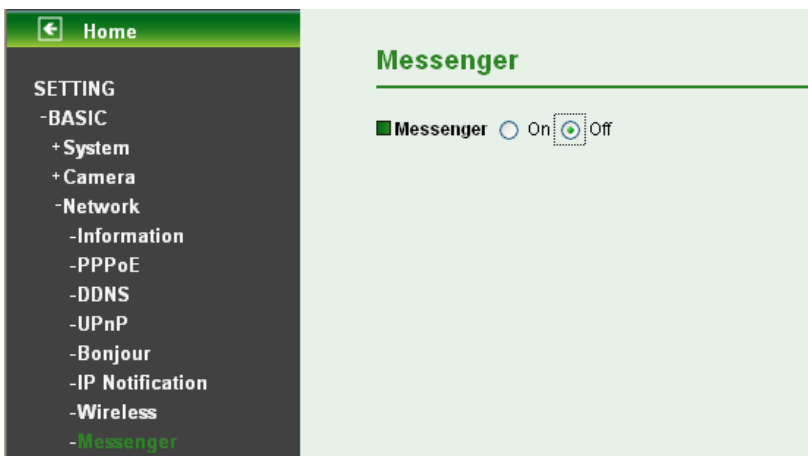 Home
SETTING
-BASIC
+System
+Camera
-Network
-Information
-PPPoE
-DDNS
-UPnP
-Bonjour
-IP Notification
-Wireless
-Messenger
Messenger
Messenger On Off